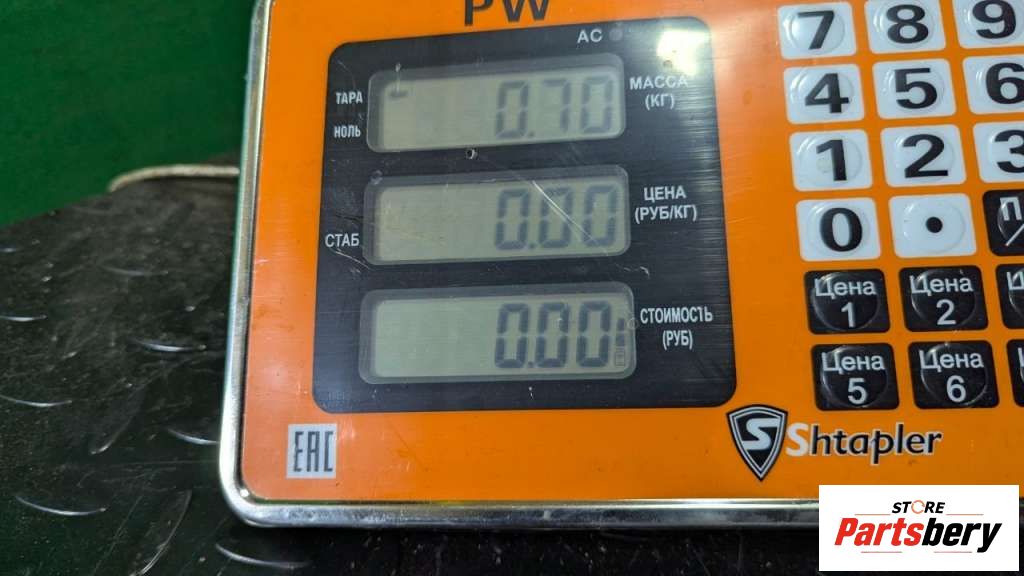 PW
AC
ТАРА
НОЛЬ
0.70
МАССА
(КГ)
СТАБ
0.00
ЦЕНА
(РУБ/КГ)
0.00
СТОИМОСТЬ
(РУБ)
7 8 9
4 5 6
1 2 3
0 •
Цена 1
Цена 2
Цена 5
Цена 6
EAC
S Shtapler
STORE
Partsbery